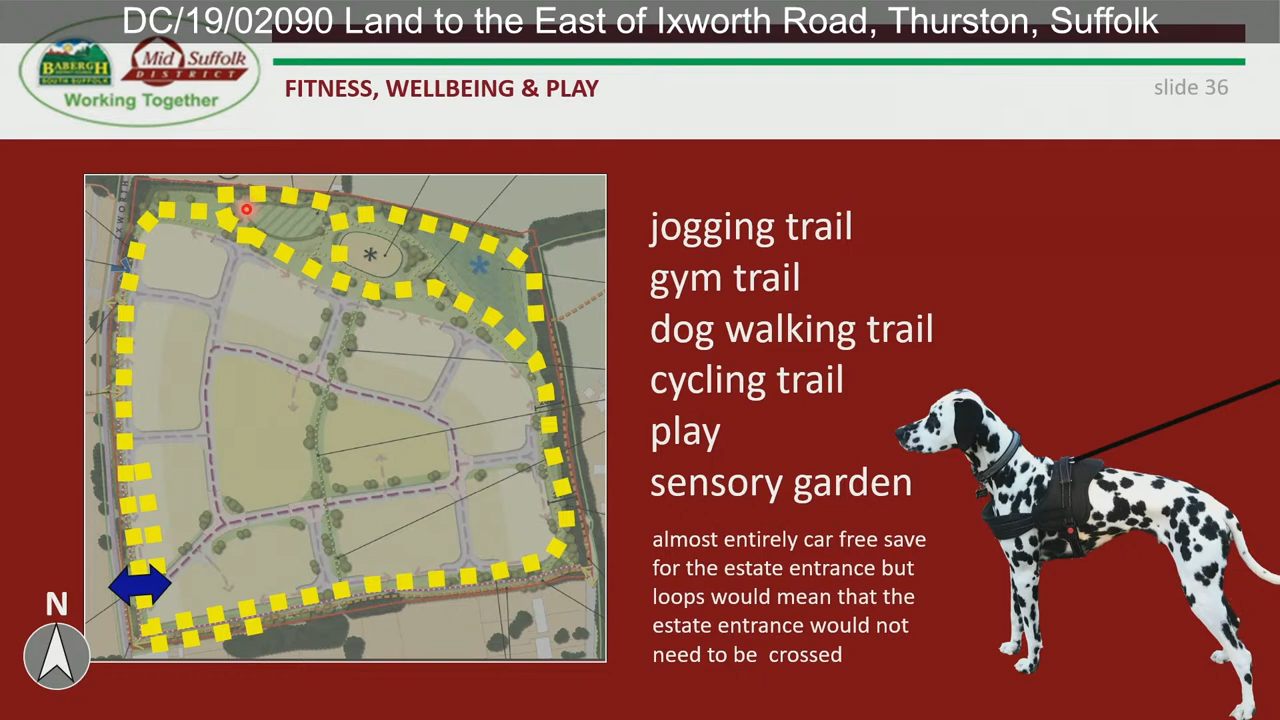 DC/19/02090 Land to the East of Ixworth Road, Thurston, Suffolk
BABERGH
DISTRICT COUNCIL
SOUTH SUFFOLK
Mid Suffolk
DISTRICT
Working Together
FITNESS, WELLBEING & PLAY
slide 36
IXWORTH
N
jogging trail
gym trail
dog walking trail
cycling trail
play
sensory garden
almost entirely car free save
for the estate entrance but
loops would mean that the
estate entrance would not
need to be crossed